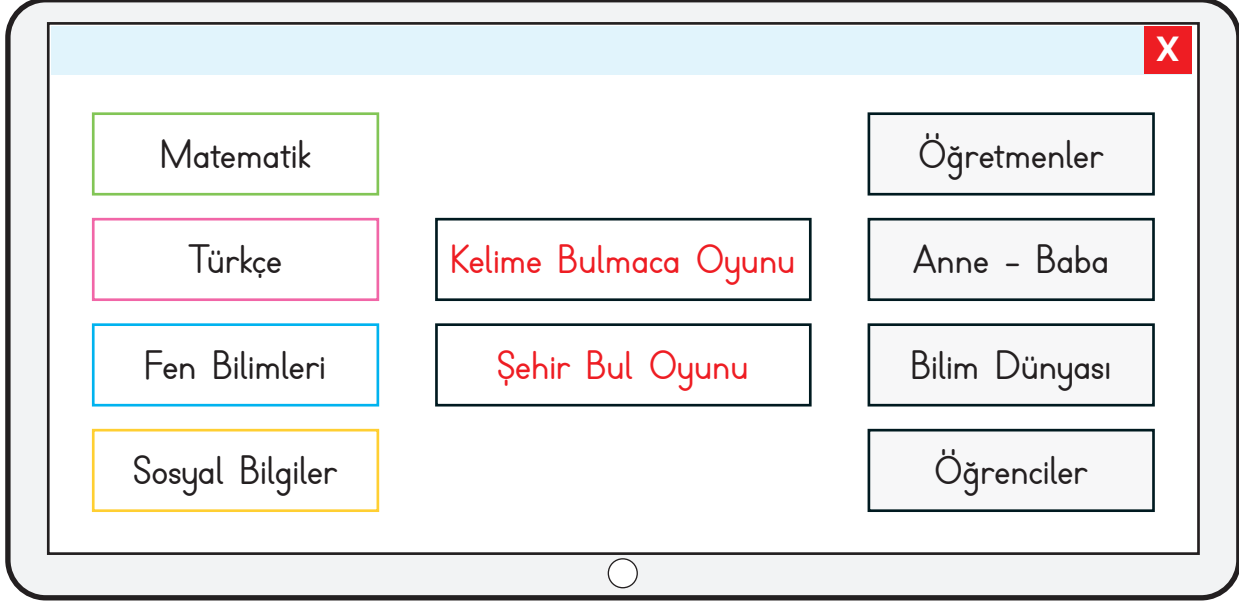 X
Matematik
Öğretmenler
Türkçe
Kelime Bulmaca Oyunu
Anne - Baba
Fen Bilimleri
Şehir Bul Oyunu
Bilim Dünyası
Sosyal Bilgiler
Öğrenciler